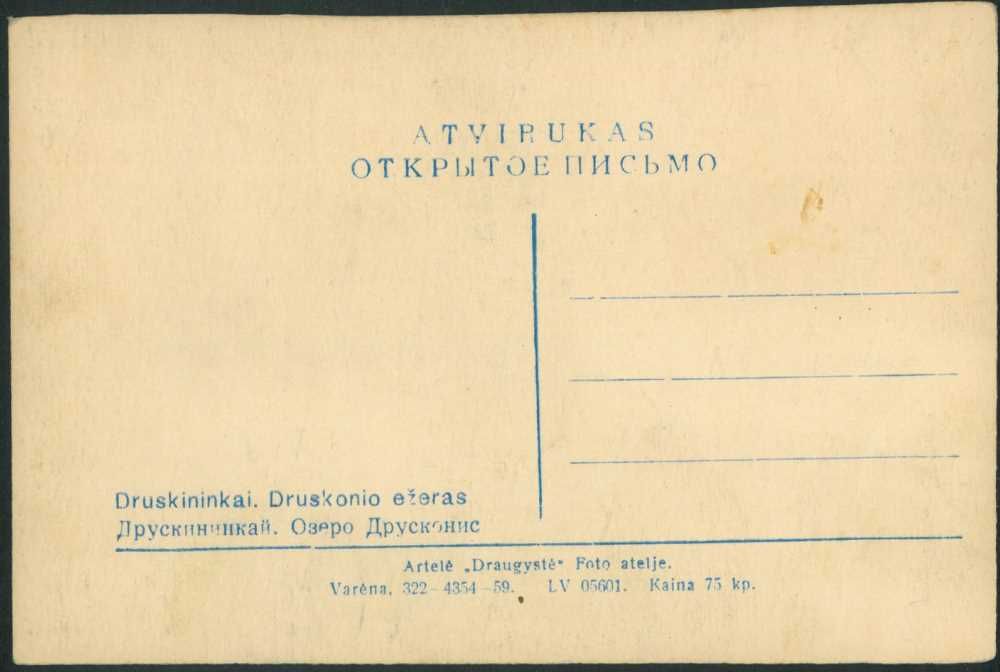 ATVIRUKAS
ОТКРЫТОЕ ПИСЬМО
Druskininkai. Druskonio ežeras
Друскининкай. Озеро Друсконис
Artelė „Draugystė“ Foto atelje.
Varėna. 322-4354-59. LV 05601. Kaina 75 kp.